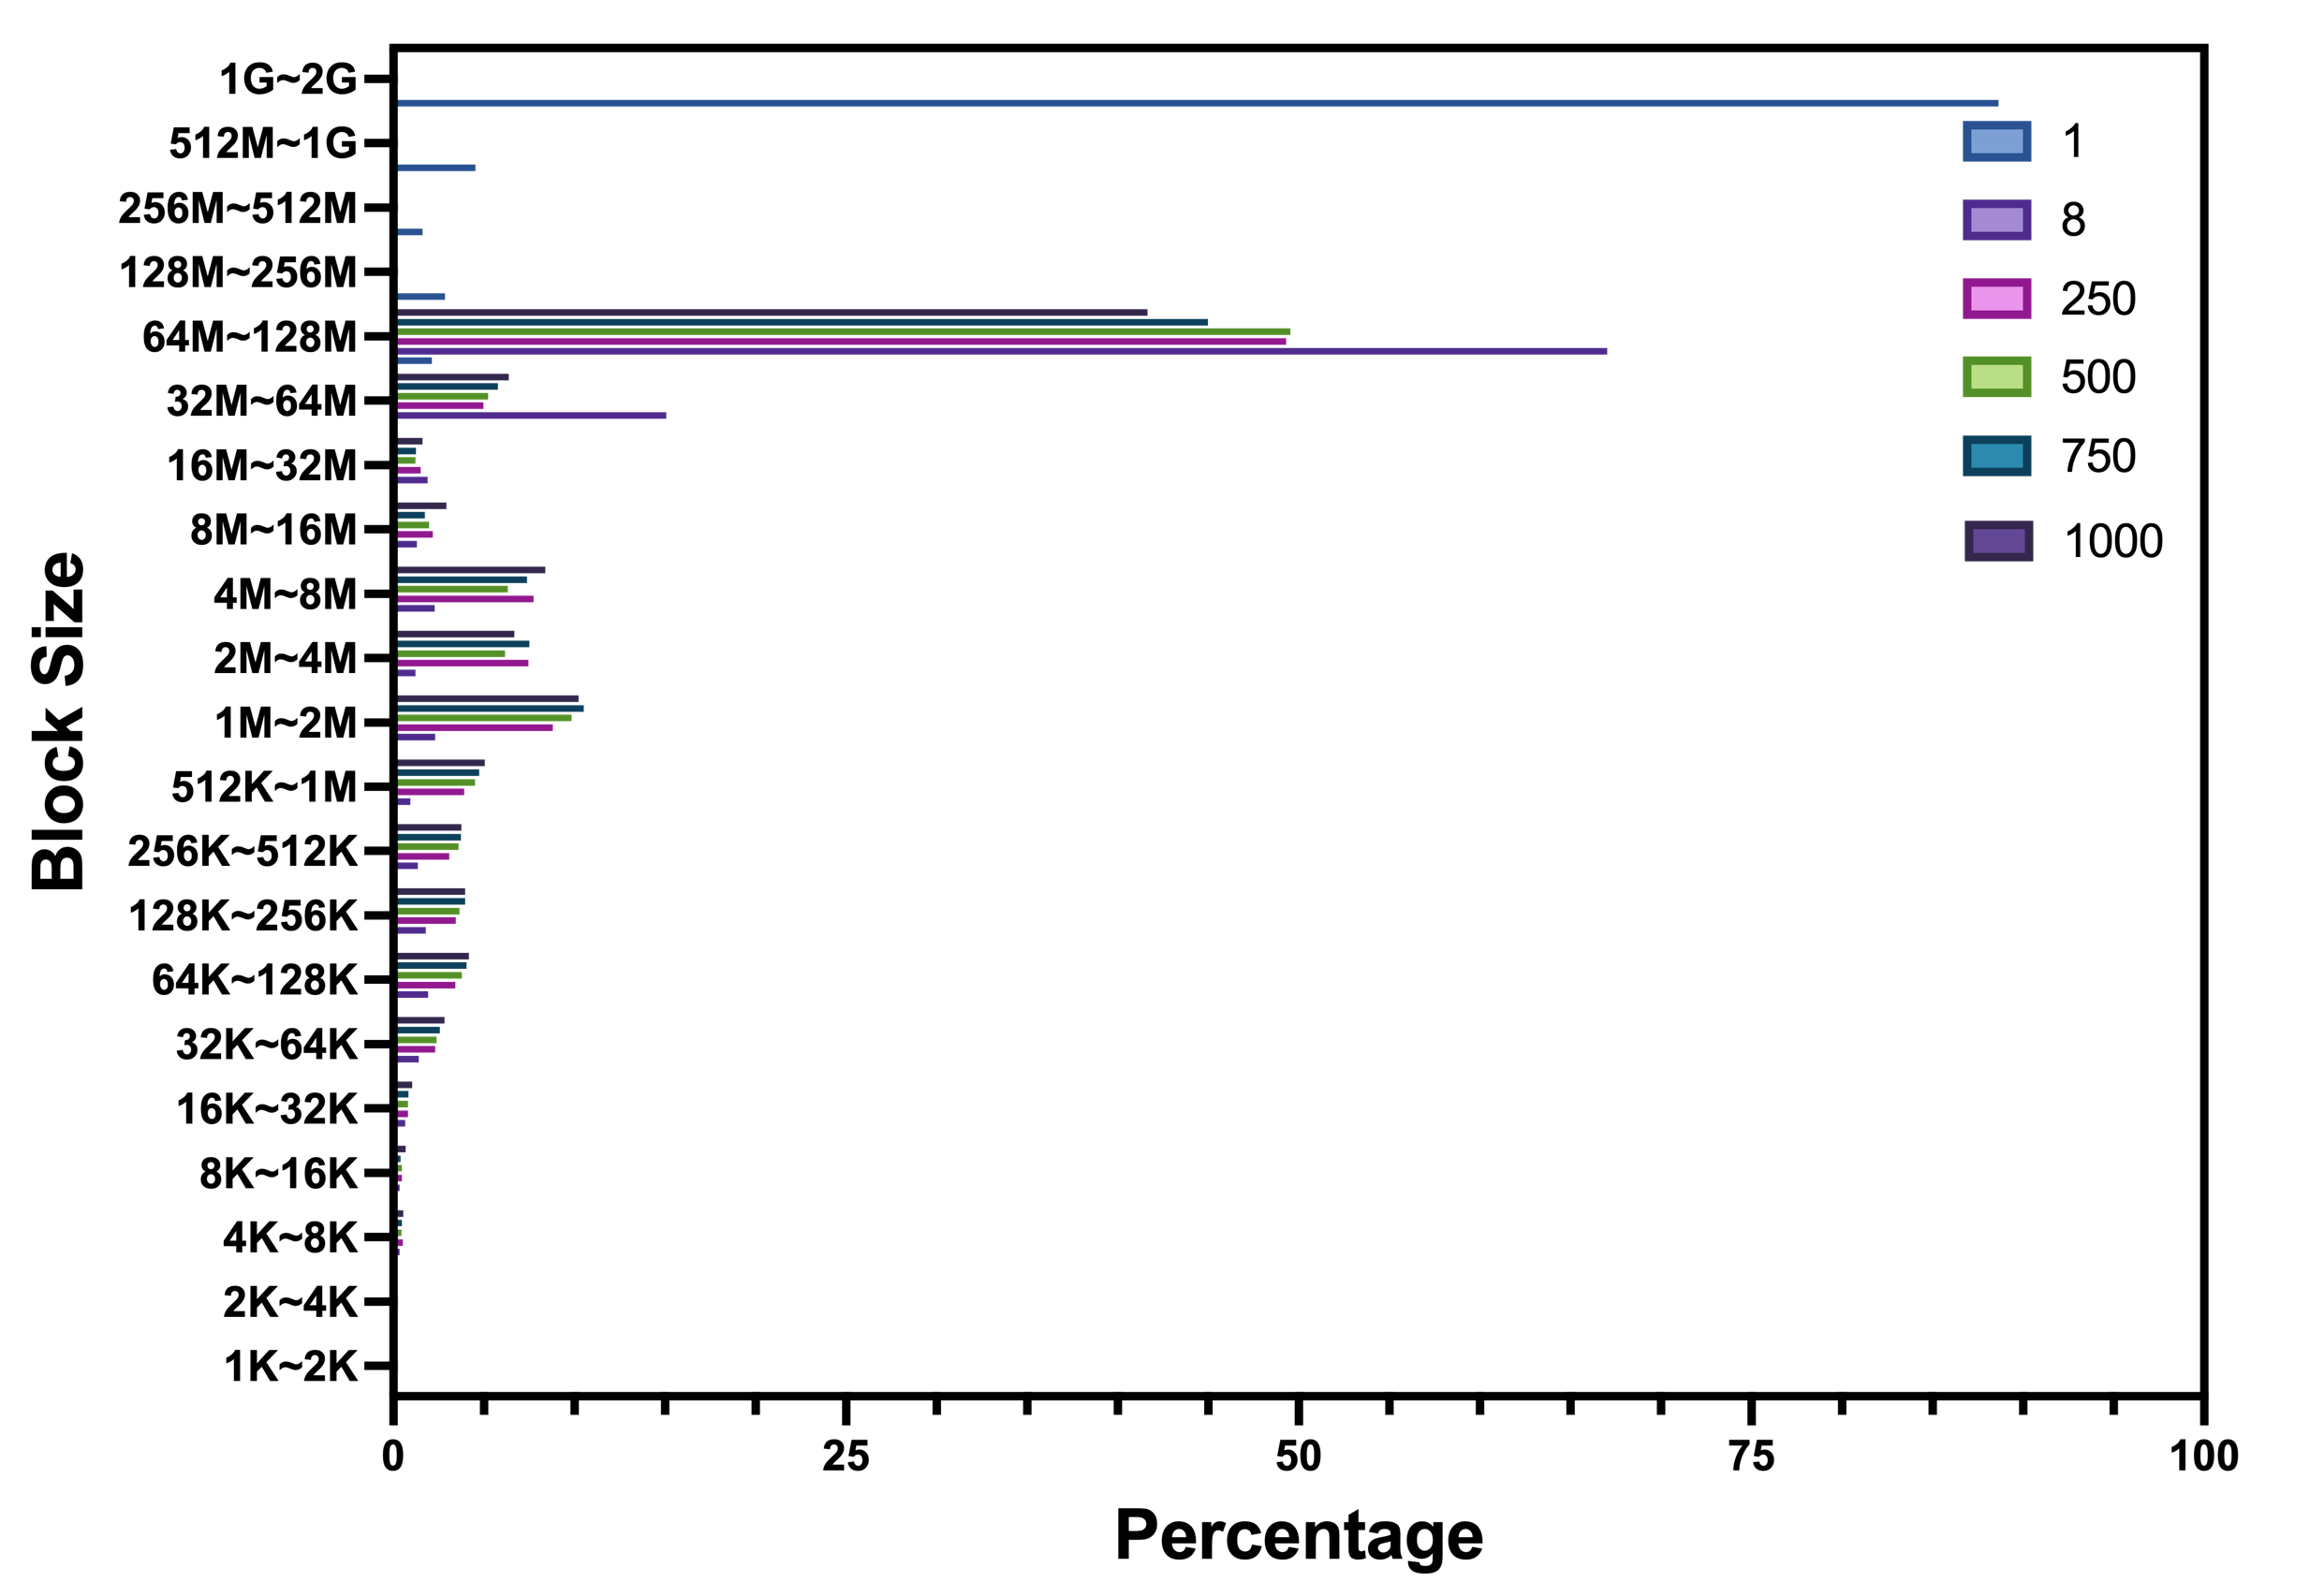 1G~2G
512M~1G
256M~512M
128M~256M
64M~128M
32M~64M
16M~32M
8M~16M
4M~8M
2M~4M
1M~2M
512K~1M
256K~512K
128K~256K
64K~128K
32K~64K
16K~32K
8K~16K
4K~8K
2K~4K
1K~2K
Block Size
0 25 50 75 100
Percentage
1
8
250
500
750
1000